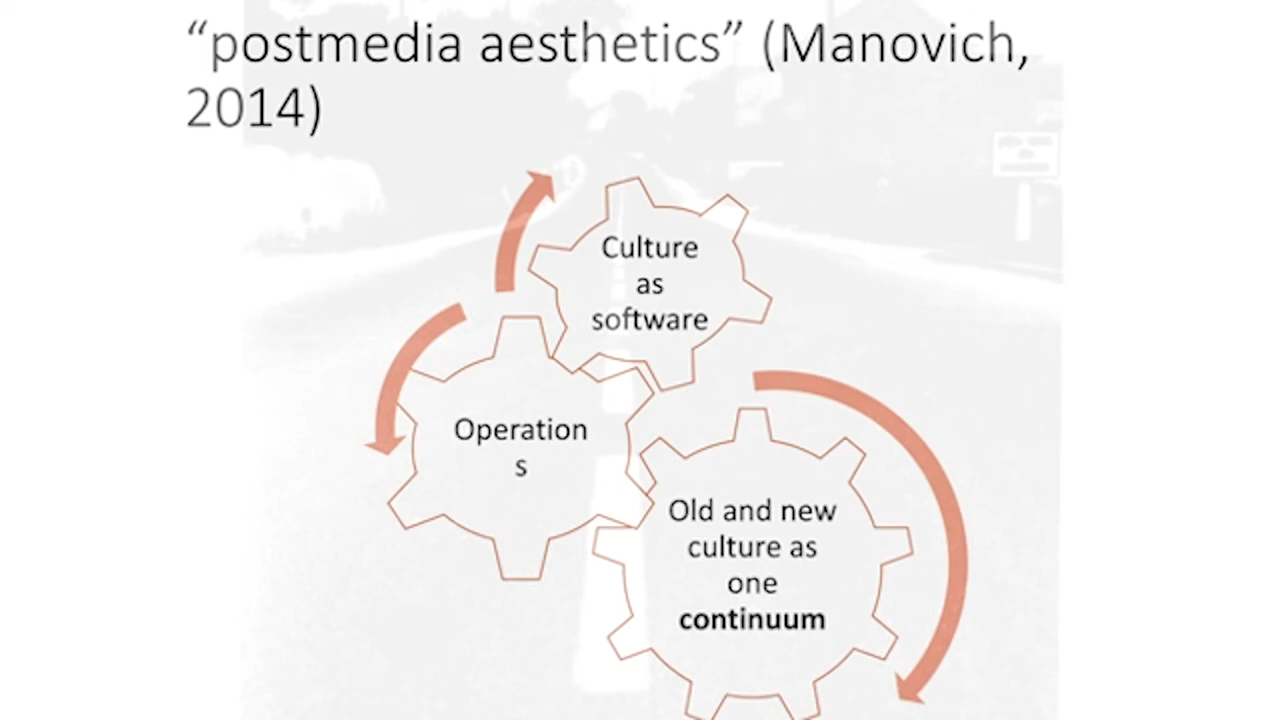 “postmedia aesthetics” (Manovich,
2014)
Culture
as
software
Operation
s
Old and new
culture as
one
continuum